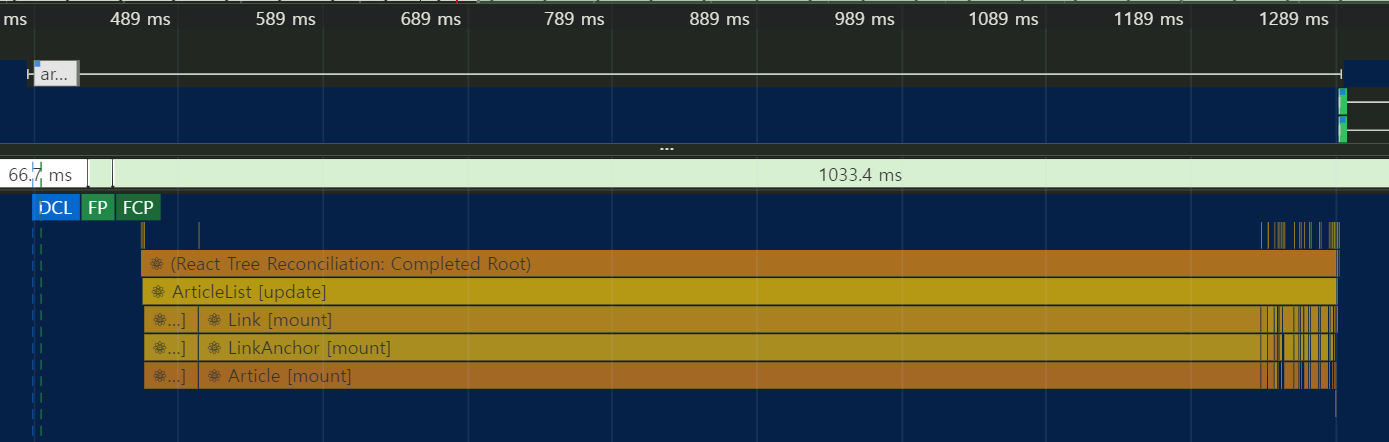 ms 489 ms 589 ms 689 ms 789 ms 889 ms 989 ms 1089 ms 1189 ms 1289 ms
ar...
...
66.7 ms 1033.4 ms
DCL FP FCP
(React Tree Reconciliation: Completed Root)
ArticleList [update]
...] Link [mount]
...] LinkAnchor [mount]
...] Article [mount]